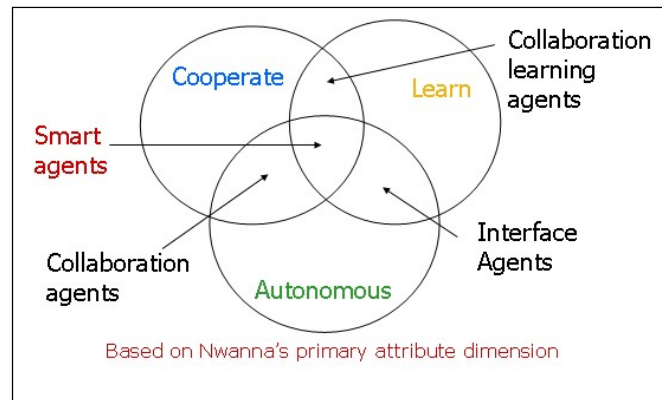 Cooperate
Learn
Collaboration
learning
agents
Smart
agents
Collaboration
agents
Interface
Agents
Autonomous
Based on Nwanna's primary attribute dimension